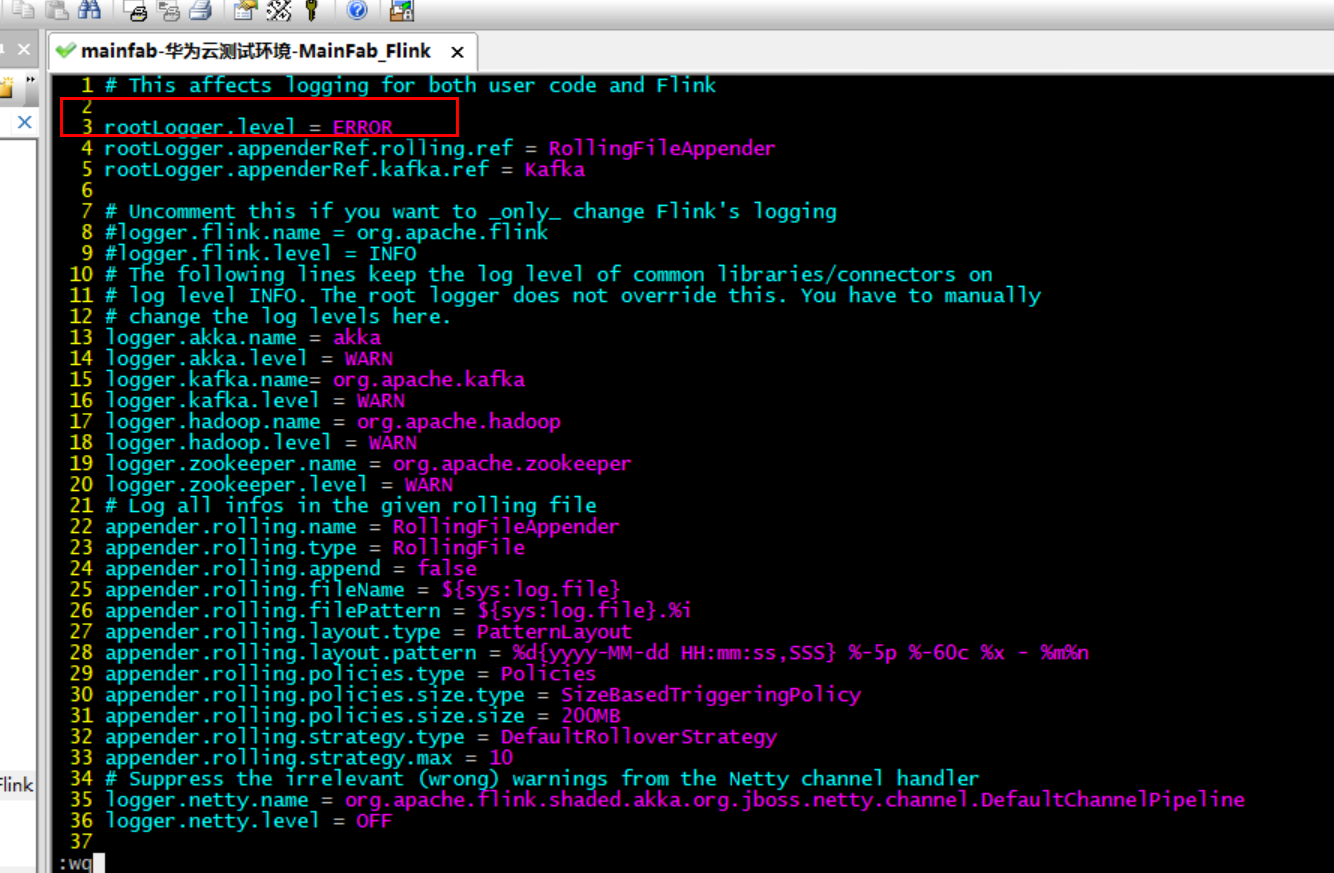 mainfab-华为云测试环境-MainFab_Flink
1 # This affects logging for both user code and Flink
2
3 rootLogger.level = ERROR
4 rootLogger.appenderRef.rolling.ref = RollingFileAppender
5 rootLogger.appenderRef.kafka.ref = Kafka
6
7 # Uncomment this if you want to _only_ change Flink's logging
8 #logger.flink.name = org.apache.flink
9 #logger.flink.level = INFO
10 # The following lines keep the log level of common libraries/connectors on
11 # log level INFO. The root logger does not override this. You have to manually
12 # change the log levels here.
13 logger.akka.name = akka
14 logger.akka.level = WARN
15 logger.kafka.name= org.apache.kafka
16 logger.kafka.level = WARN
17 logger.hadoop.name = org.apache.hadoop
18 logger.hadoop.level = WARN
19 logger.zookeeper.name = org.apache.zookeeper
20 logger.zookeeper.level = WARN
21 # Log all infos in the given rolling file
22 appender.rolling.name = RollingFileAppender
23 appender.rolling.type = RollingFile
24 appender.rolling.append = false
25 appender.rolling.fileName = ${sys:log.file}
26 appender.rolling.filePattern = ${sys:log.file}.%i
27 appender.rolling.layout.type = PatternLayout
28 appender.rolling.layout.pattern = %d{yyyy-MM-dd HH:mm:ss,SSS} %-5p %-60c %x - %m%n
29 appender.rolling.policies.type = Policies
30 appender.rolling.policies.size.type = SizeBasedTriggeringPolicy
31 appender.rolling.policies.size.size = 200MB
32 appender.rolling.strategy.type = DefaultRolloverStrategy
33 appender.rolling.strategy.max = 10
34 # Suppress the irrelevant (wrong) warnings from the Netty channel handler
35 logger.netty.name = org.apache.flink.shaded.akka.org.jboss.netty.channel.DefaultChannelPipeline
36 logger.netty.level = OFF
37
:wq
Flink